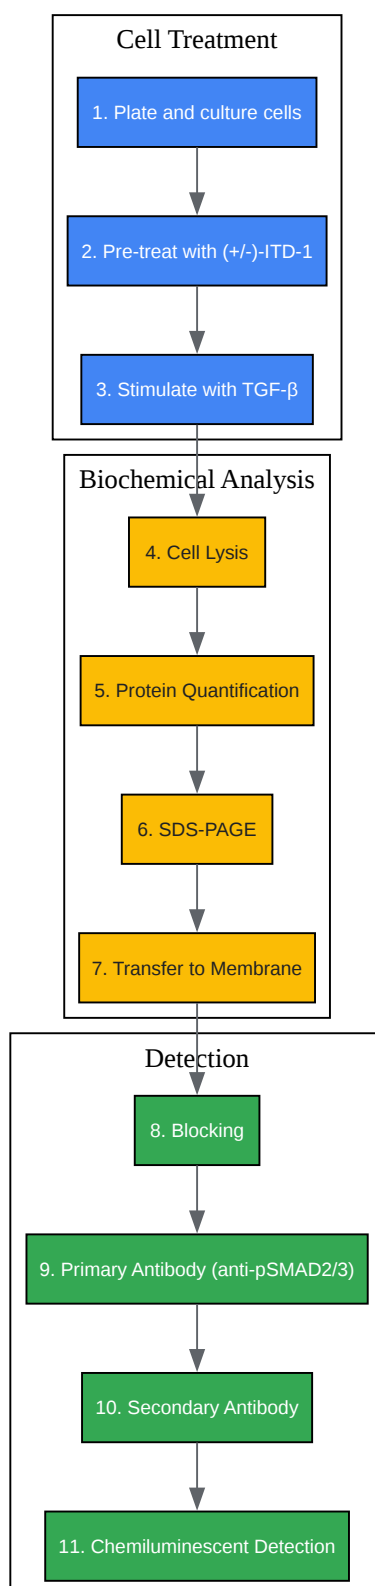 Cell Treatment
1. Plate and culture cells
2. Pre-treat with (+/-)-ITD-1
3. Stimulate with TGF-β
Biochemical Analysis
4. Cell Lysis
5. Protein Quantification
6. SDS-PAGE
7. Transfer to Membrane
Detection
8. Blocking
9. Primary Antibody (anti-pSMAD2/3)
10. Secondary Antibody
11. Chemiluminescent Detection